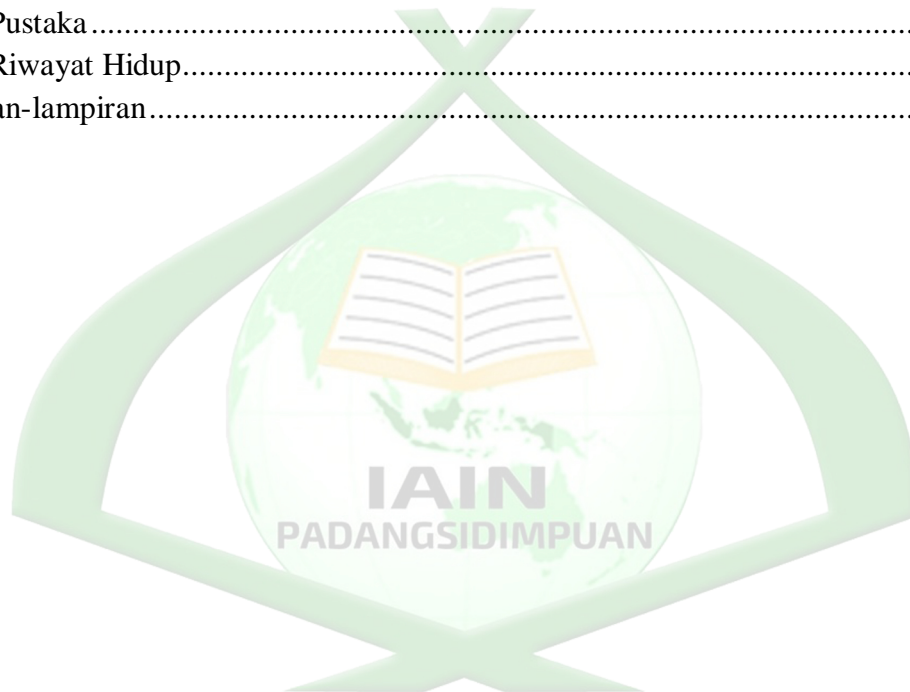 Pustaka........................................................................................................
Riwayat Hidup............................................................................................
an-lampiran.................................................................................................
IAIN
PADANGSIDIMPUAN